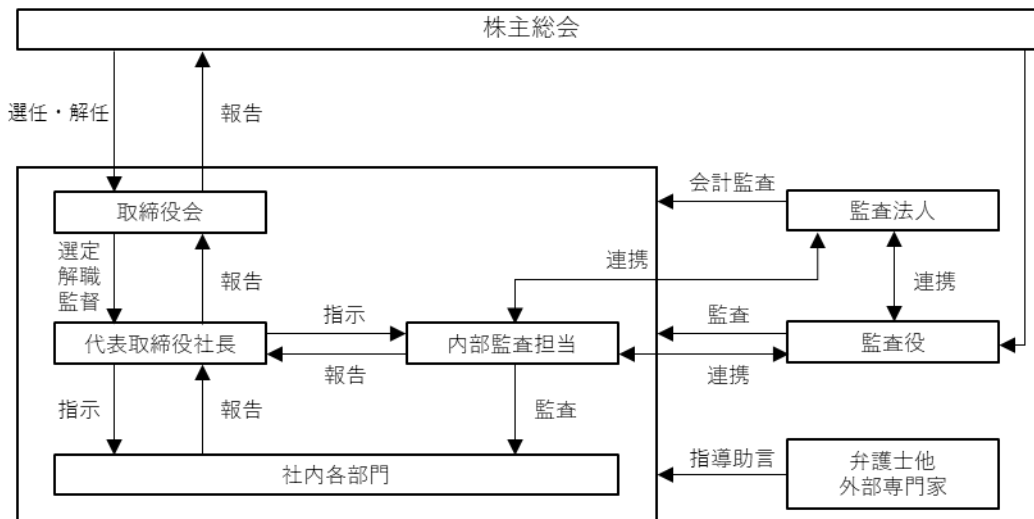 株主総会
選任・解任
報告
会計監査
取締役会
監査法人
選定
解職
監督
報告
連携
連携
指示
監査
代表取締役社長
内部監査担当
監査役
報告
連携
指示
報告
監査
指導助言
弁護士他
外部専門家
社内各部門